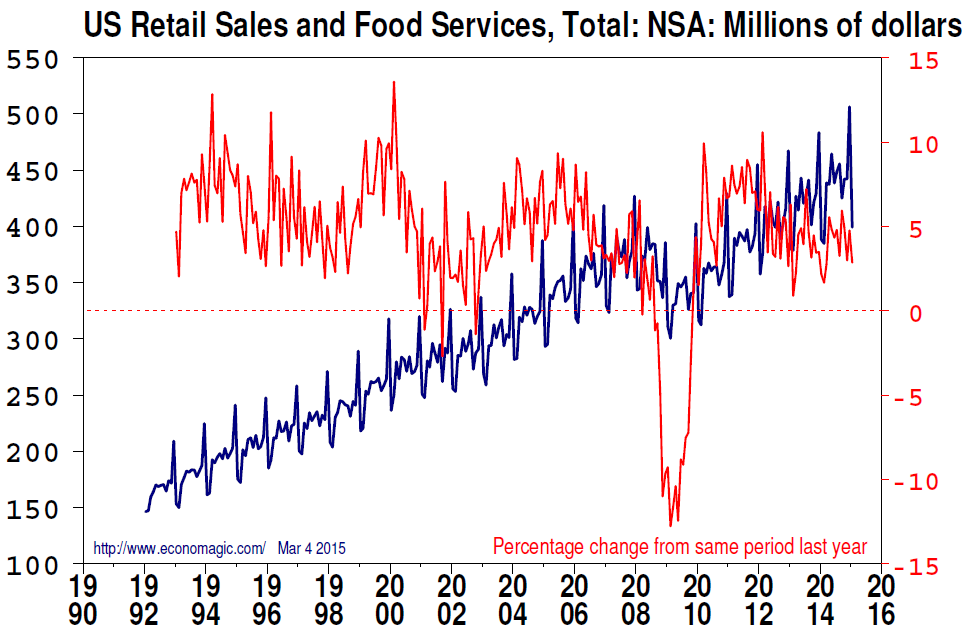 US Retail Sales and Food Services, Total: NSA: Millions of dollars
550 15
500
450 10
400
350 5
300 0
250 -5
200
150 -10
100 -15
http://www.economagic.com/ Mar 4 2015
Percentage change from same period last year
19 19 19 19 19 20 20 20 20 20 20 20 20 20
90 92 94 96 98 00 02 04 06 08 10 12 14 16